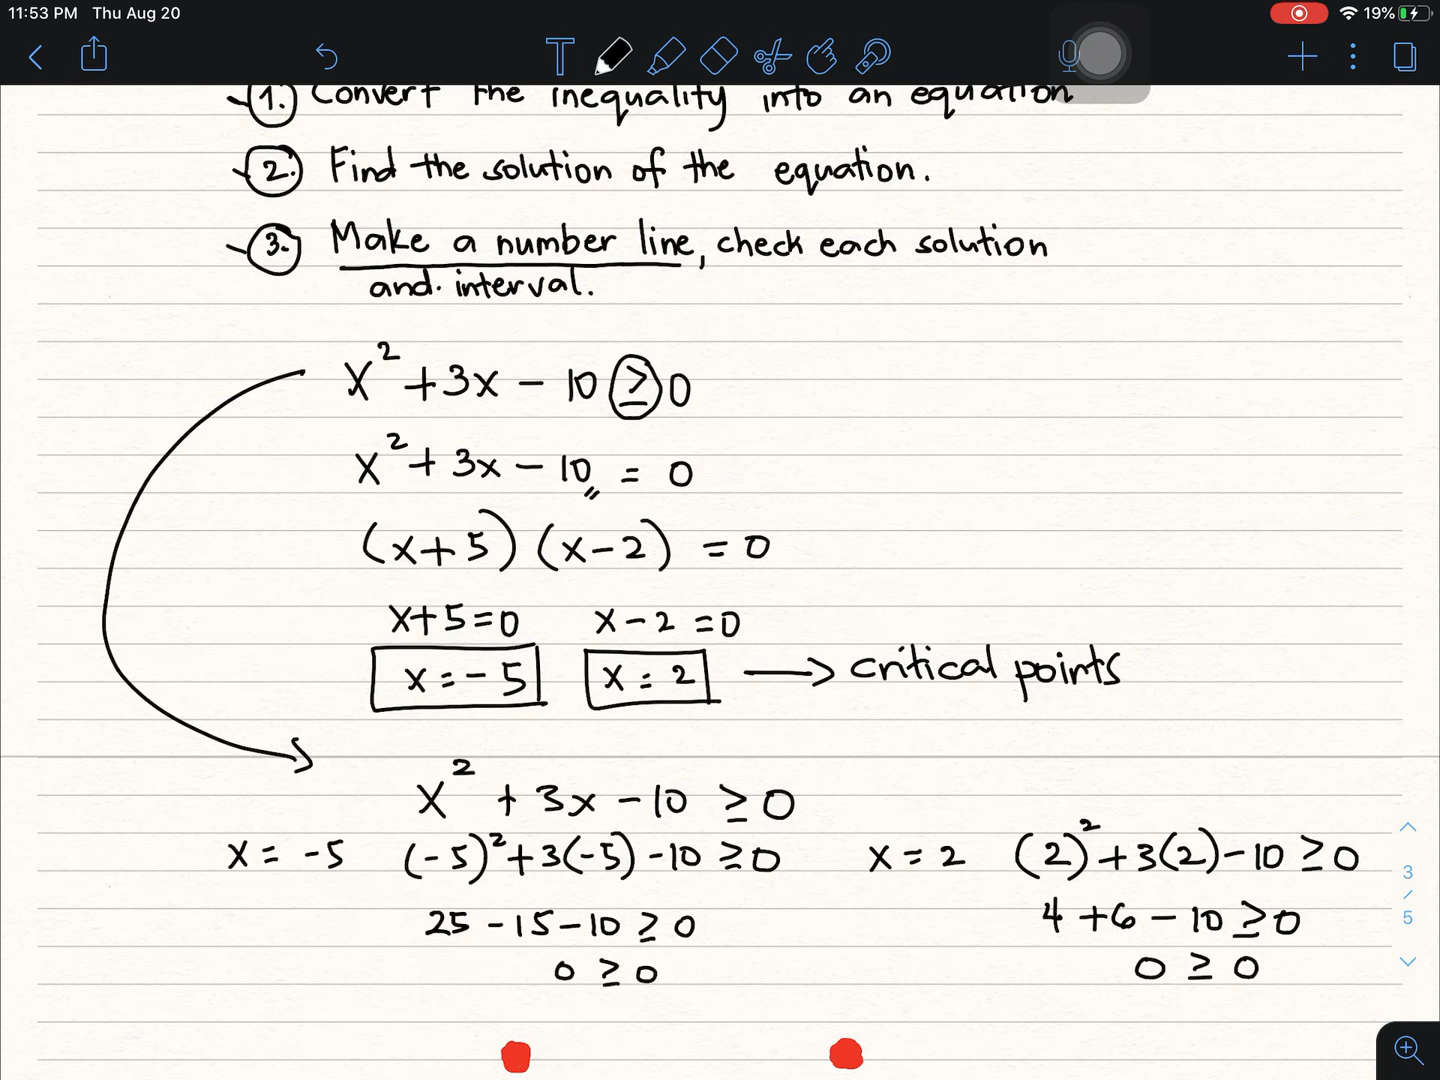 11:53 PM Thu Aug 20 19%
1. Convert the inequality into an equation
2. Find the solution of the equation.
3. Make a number line, check each solution
and. interval.
x² + 3x - 10 ≥ 0
x² + 3x - 10 = 0
(x+5) (x-2) = 0
x+5=0 x-2=0
x=-5 x=2 → critical points
x² + 3x - 10 ≥ 0
x = -5 (-5)² + 3(-5) - 10 ≥ 0 x = 2 (2)² + 3(2) - 10 ≥ 0
25 - 15 - 10 ≥ 0 4 + 6 - 10 ≥ 0
0 ≥ 0 0 ≥ 0
3 / 5